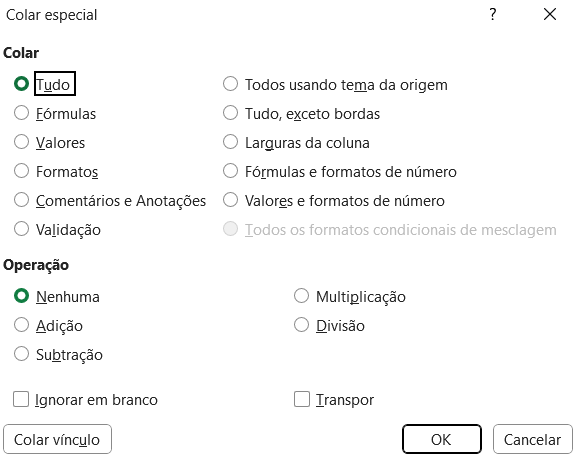 Colar especial ?
Colar
Tudo
Todos usando tema da origem
Fórmulas
Tudo, exceto bordas
Valores
Larguras da coluna
Formatos
Fórmulas e formatos de número
Comentários e Anotações
Valores e formatos de número
Validação
Todos os formatos condicionais de mesclagem
Operação
Nenhuma
Multiplicação
Adição
Divisão
Subtração
Ignorar em branco
Transpor
Colar vínculo
OK
Cancelar